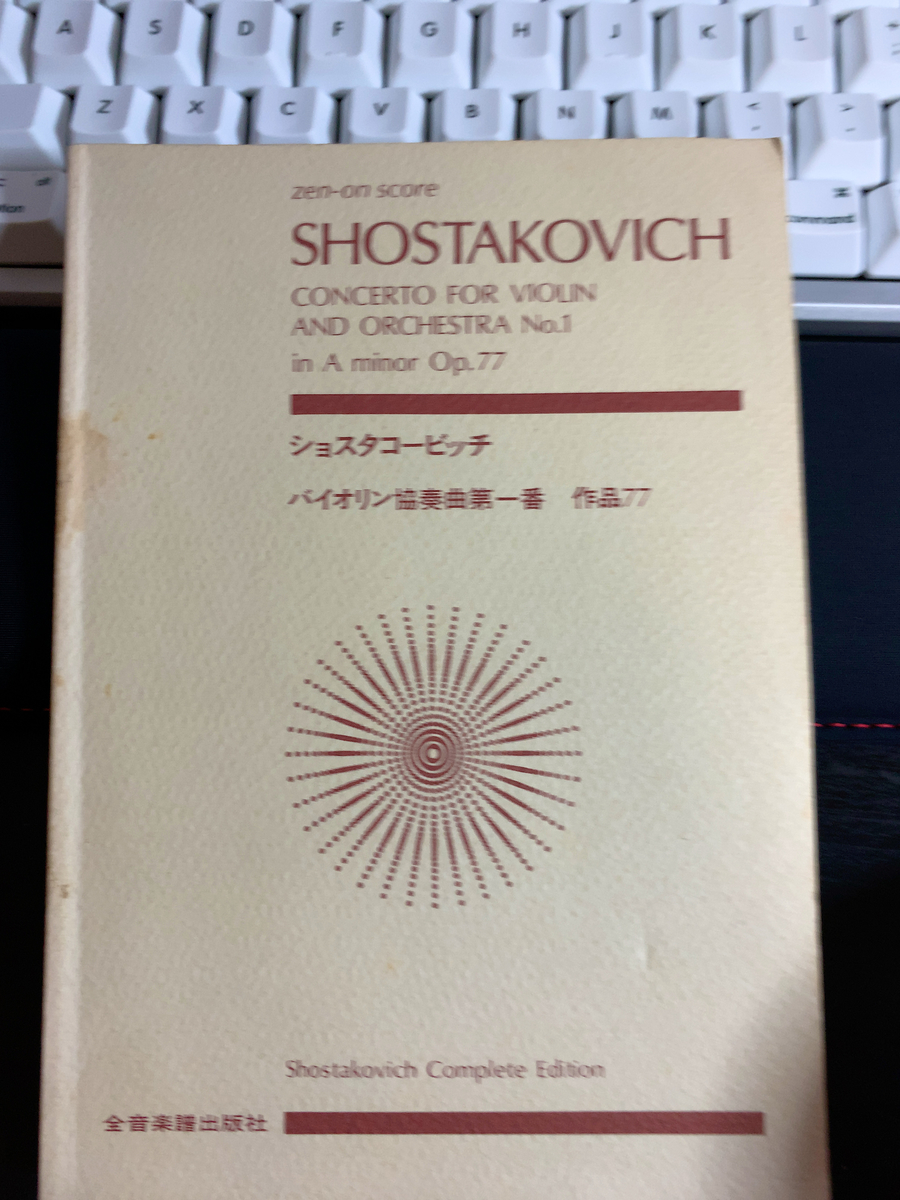 A S D F G H J K L
Z X C V B N M < >
command
zen-on score
SHOSTAKOVICH
CONCERTO FOR VIOLIN
AND ORCHESTRA No.1
in A minor Op.77
ショスタコービッチ
バイオリン協奏曲第一番 作品77
Shostakovich Complete Edition
全音楽譜出版社